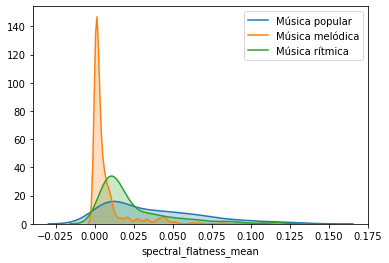 140
120
100
80
60
40
20
0
Música popular
Música melódica
Música rítmica
−0.025 0.000 0.025 0.050 0.075 0.100 0.125 0.150 0.175
spectral_flatness_mean